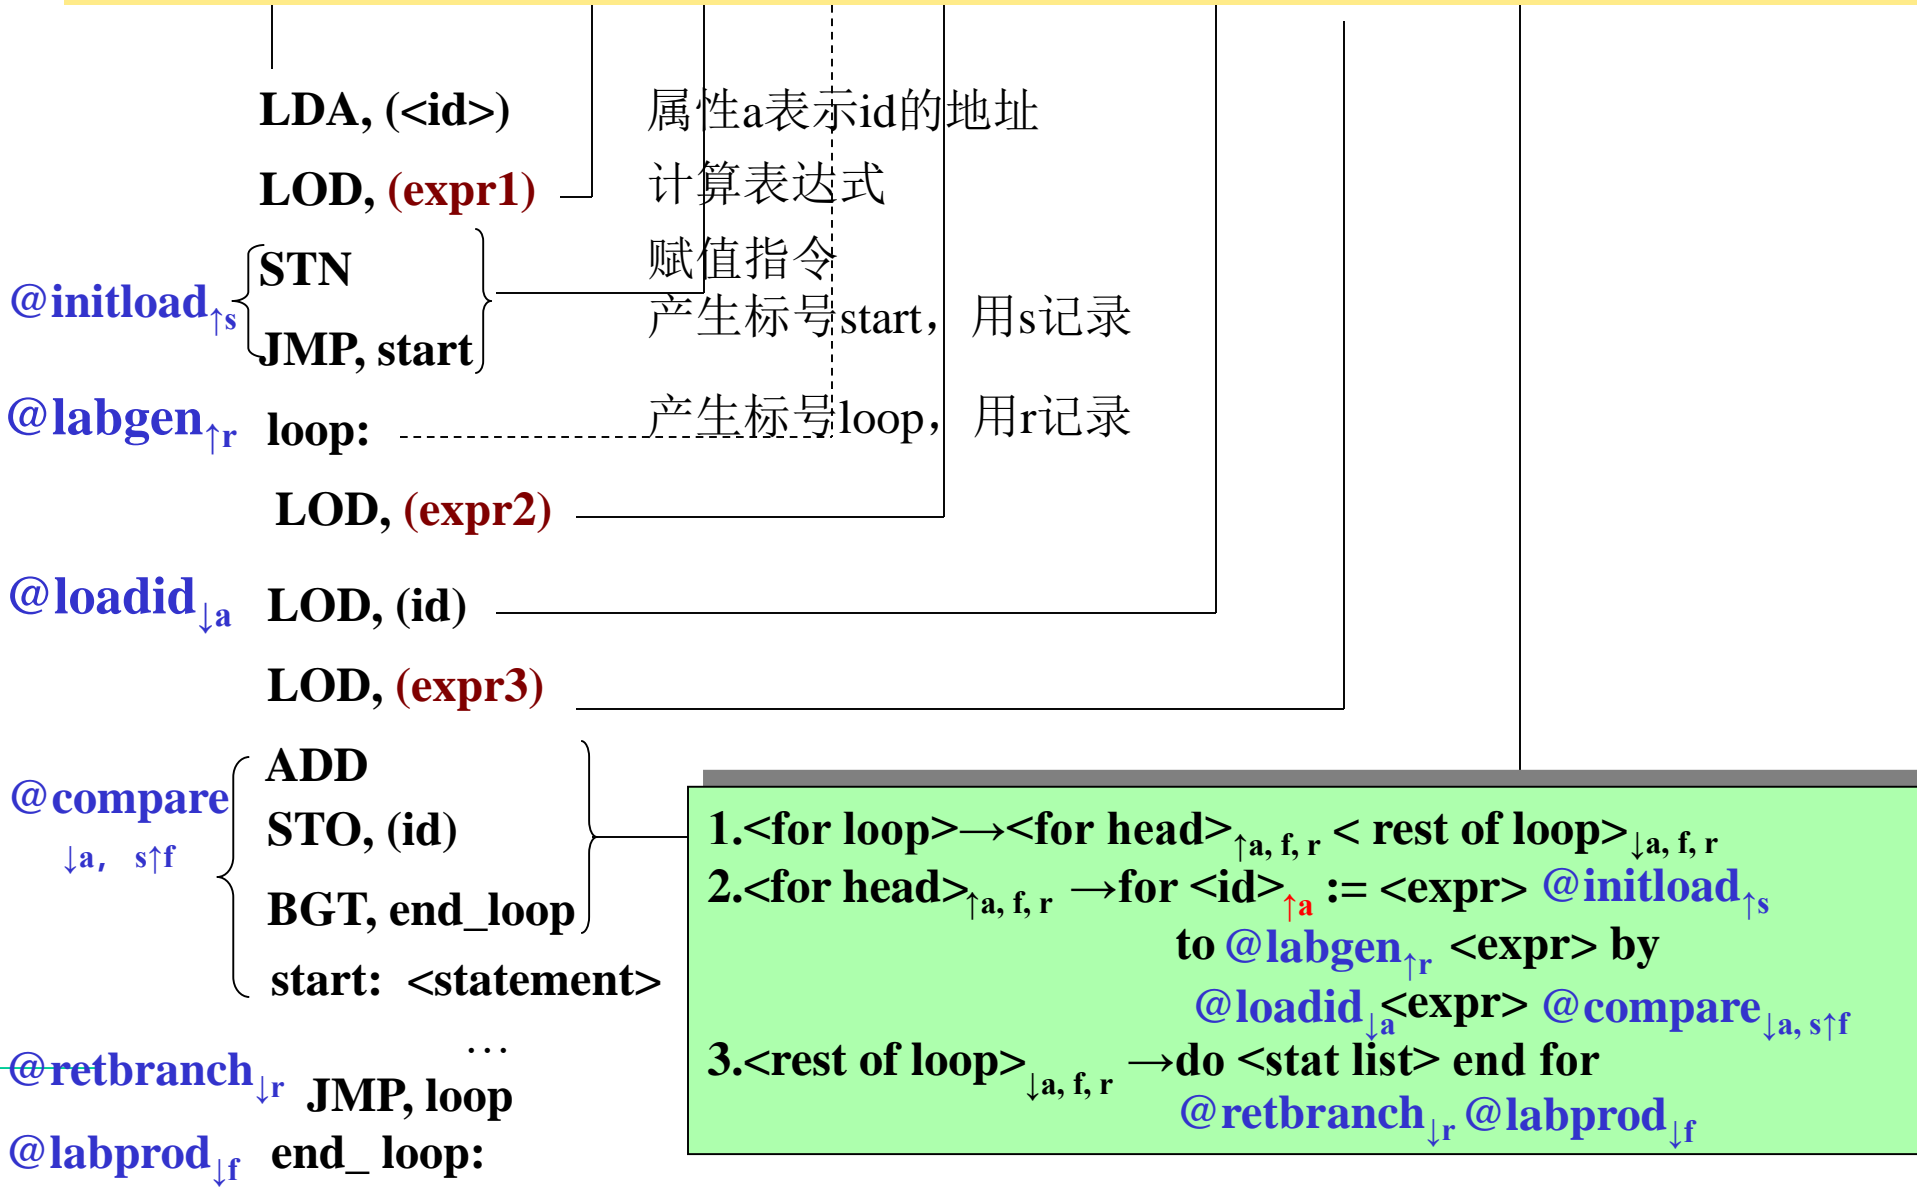 LDA, (<id>) 属性a表示id的地址
LOD, (expr1) 计算表达式
STN 赋值指令
@initload↑s 产生标号start，用s记录
JMP, start
@labgen↑r loop: 产生标号loop，用r记录
LOD, (expr2)
@loadid↓a LOD, (id)
LOD, (expr3)
ADD
@compare
STO, (id)
↓a, s↑f
BGT, end_loop
start: <statement>
…
@retbranch↓r JMP, loop
@labprod↓f end_ loop:
1.<for loop>→<for head>↑a, f, r < rest of loop>↓a, f, r
2.<for head>↑a, f, r →for <id>↑a := <expr> @initload↑s
to @labgen↑r <expr> by
@loadid↓a<expr> @compare↓a, s↑f
3.<rest of loop>↓a, f, r →do <stat list> end for
@retbranch↓r @labprod↓f